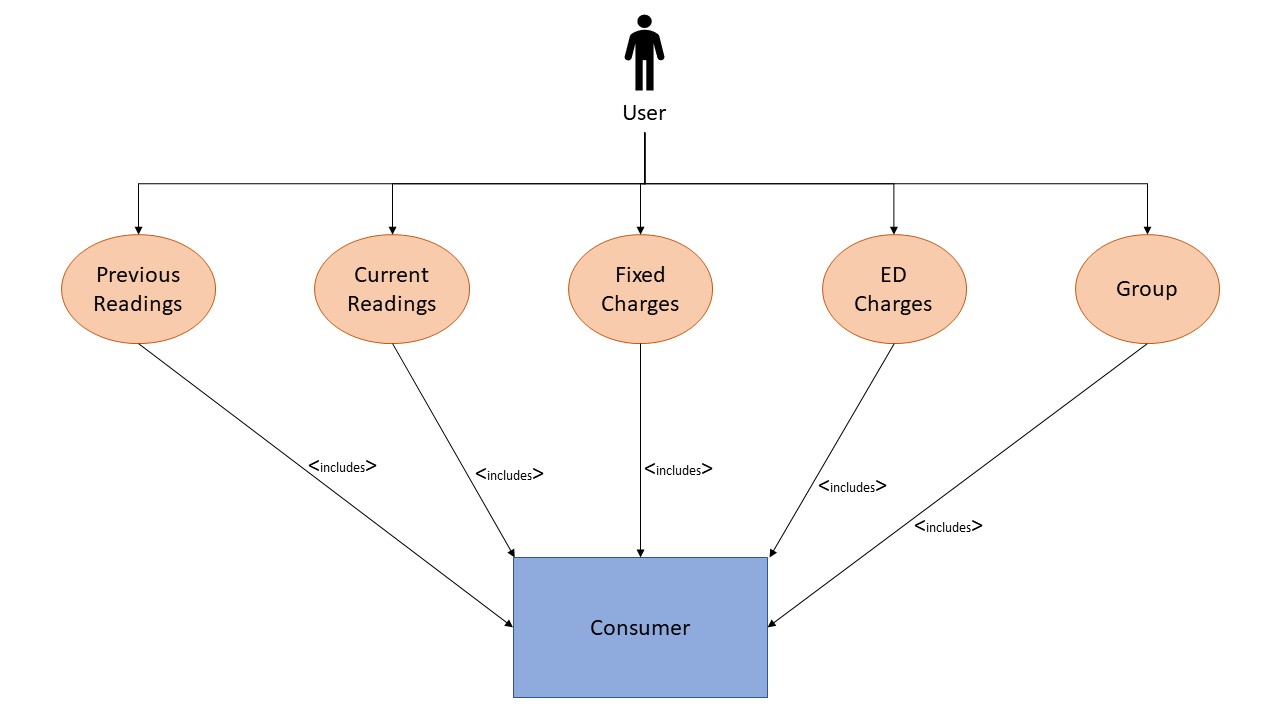 User
Previous
Readings
Current
Readings
Fixed
Charges
ED
Charges
Group
<includes>
<includes>
<includes>
<includes>
<includes>
Consumer